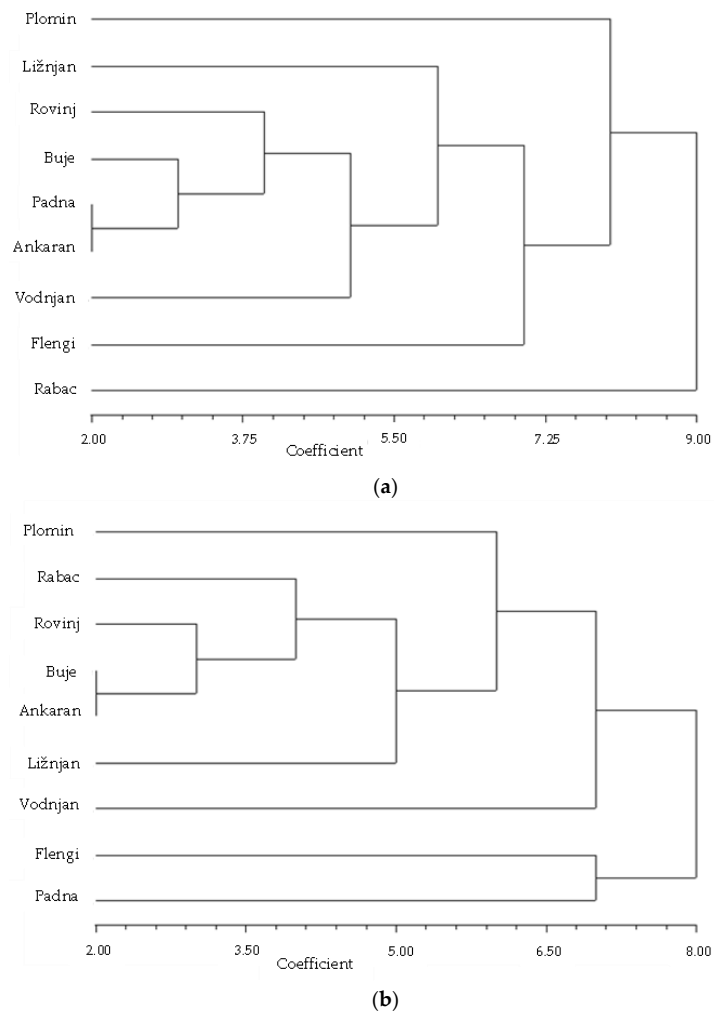 Plomin
Ližnjan
Rovinj
Buje
Padna
Ankaran
Vodnjan
Flengi
Rabac
2.00 3.75 5.50 7.25 9.00
Coefficient
(a)
Plomin
Rabac
Rovinj
Buje
Ankaran
Ližnjan
Vodnjan
Flengi
Padna
2.00 3.50 5.00 6.50 8.00
Coefficient
(b)